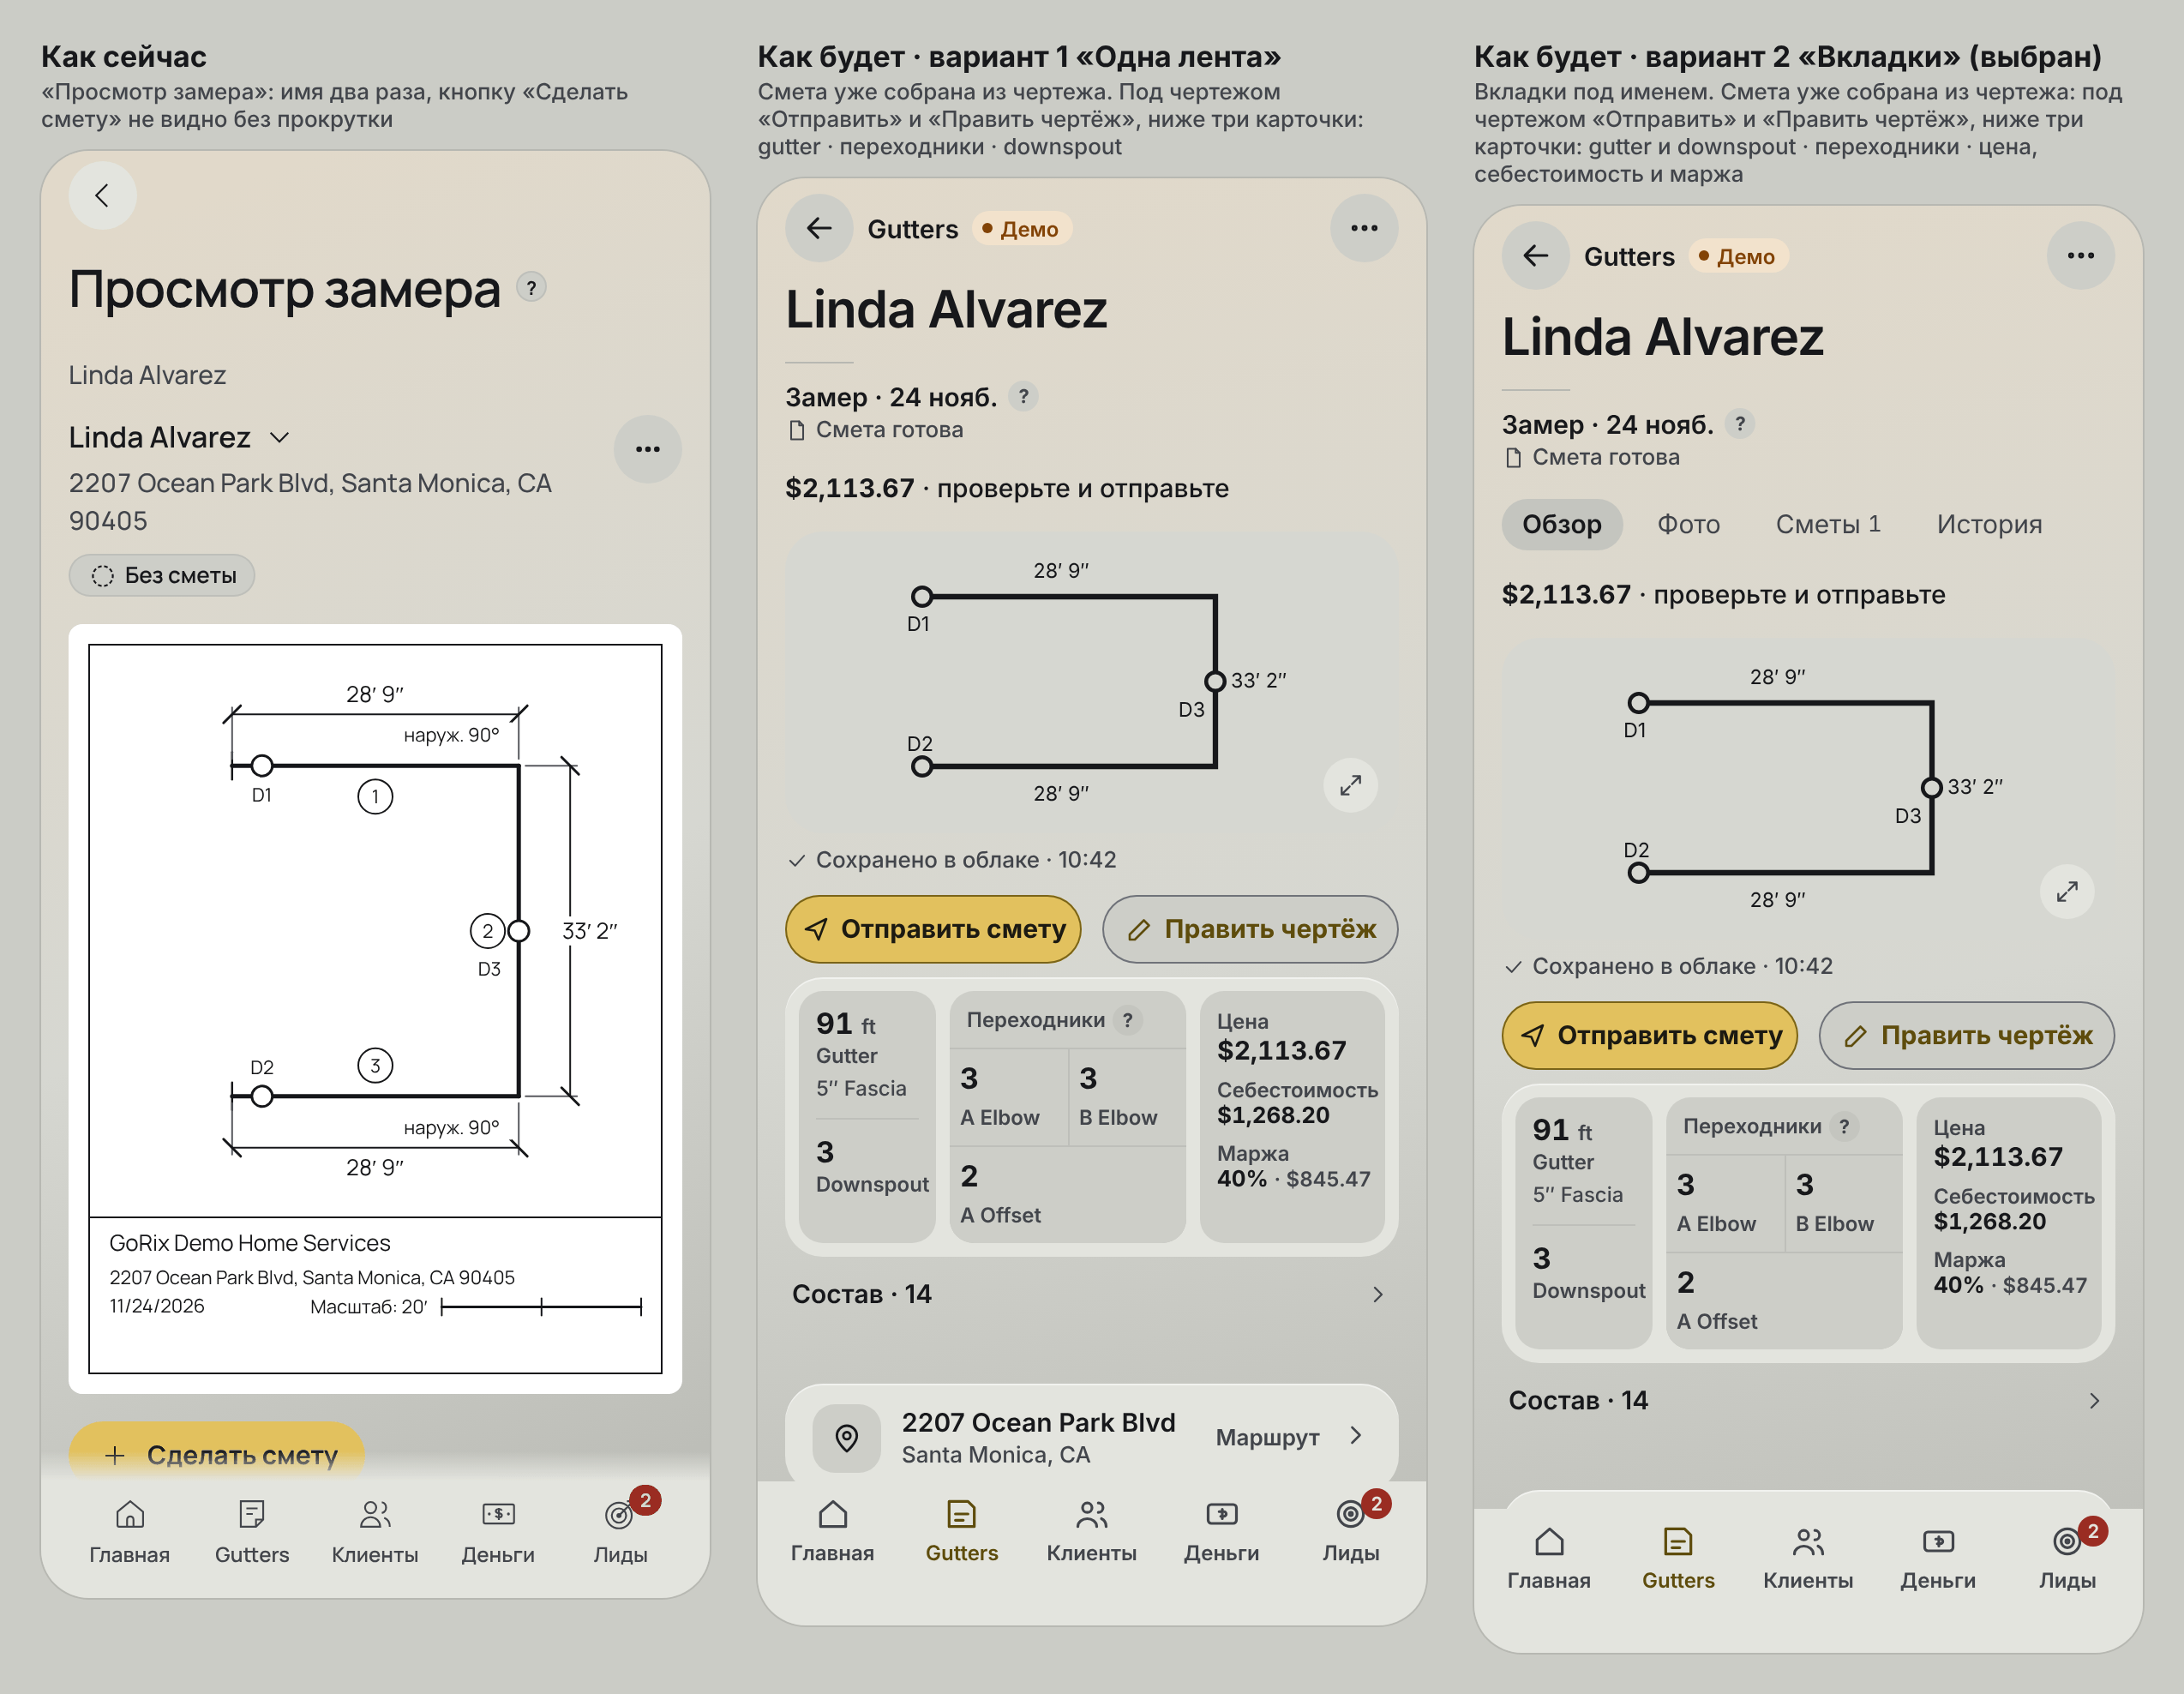 Как сейчас
«Просмотр замера»: имя два раза, кнопку «Сделать
смету» не видно без прокрутки
Просмотр замера ?
Linda Alvarez
Linda Alvarez
2207 Ocean Park Blvd, Santa Monica, CA
90405
Без сметы
28′ 9″
наруж. 90°
D1
1
2
33′ 2″
D3
D2
3
наруж. 90°
28′ 9″
GoRix Demo Home Services
2207 Ocean Park Blvd, Santa Monica, CA 90405
11/24/2026
Масштаб: 20′
Сделать смету
Главная
Gutters
Клиенты
Деньги
Лиды
2
Как будет · вариант 1 «Одна лента»
Смета уже собрана из чертежа. Под чертежом
«Отправить» и «Править чертёж», ниже три карточки:
gutter · переходники · downspout
Gutters
Демо
Linda Alvarez
Замер · 24 нояб. ?
Смета готова
$2,113.67 · проверьте и отправьте
28′ 9″
D1
33′ 2″
D3
D2
28′ 9″
Сохранено в облаке · 10:42
Отправить смету
Править чертёж
91 ft
Gutter
5″ Fascia
3
Downspout
Переходники ?
3
A Elbow
3
B Elbow
2
A Offset
Цена
$2,113.67
Себестоимость
$1,268.20
Маржа
40% · $845.47
Состав · 14
2207 Ocean Park Blvd
Santa Monica, CA
Маршрут
Главная
Gutters
Клиенты
Деньги
Лиды
2
Как будет · вариант 2 «Вкладки» (выбран)
Вкладки под именем. Смета уже собрана из чертежа: под
чертежом «Отправить» и «Править чертёж», ниже три
карточки: gutter и downspout · переходники · цена,
себестоимость и маржа
Gutters
Демо
Linda Alvarez
Замер · 24 нояб. ?
Смета готова
Обзор
Фото
Сметы 1
История
$2,113.67 · проверьте и отправьте
28′ 9″
D1
33′ 2″
D3
D2
28′ 9″
Сохранено в облаке · 10:42
Отправить смету
Править чертёж
91 ft
Gutter
5″ Fascia
3
Downspout
Переходники ?
3
A Elbow
3
B Elbow
2
A Offset
Цена
$2,113.67
Себестоимость
$1,268.20
Маржа
40% · $845.47
Состав · 14
Главная
Gutters
Клиенты
Деньги
Лиды
2